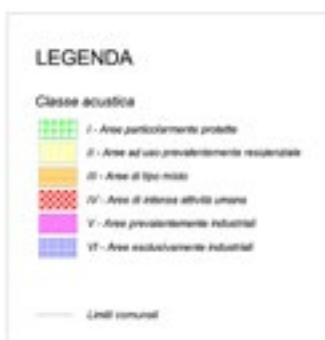 LEGENDA
Classe acustica
I - Aree particolarmente protette
II - Aree ad uso prevalentemente residenziale
III - Aree di tipo misto
IV - Aree di intensa attività umana
V - Aree prevalentemente industriali
VI - Aree esclusivamente industriali
Limiti comunali